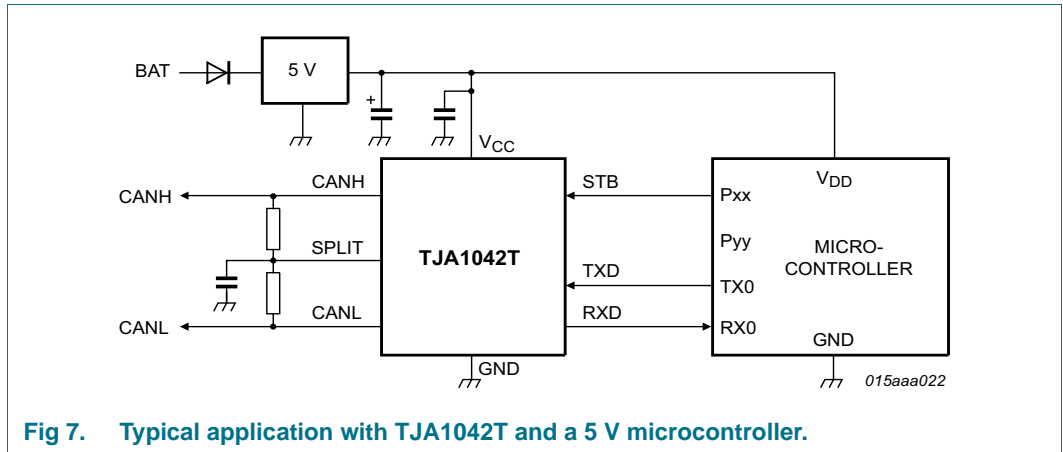 BAT
5 V
+
VCC
VDD
CANH
CANH
STB
Pxx
SPLIT
TJA1042T
Pyy
MICRO-
CONTROLLER
TXD
TX0
CANL
CANL
RXD
RX0
GND
GND
015aaa022
Fig 7. Typical application with TJA1042T and a 5 V microcontroller.